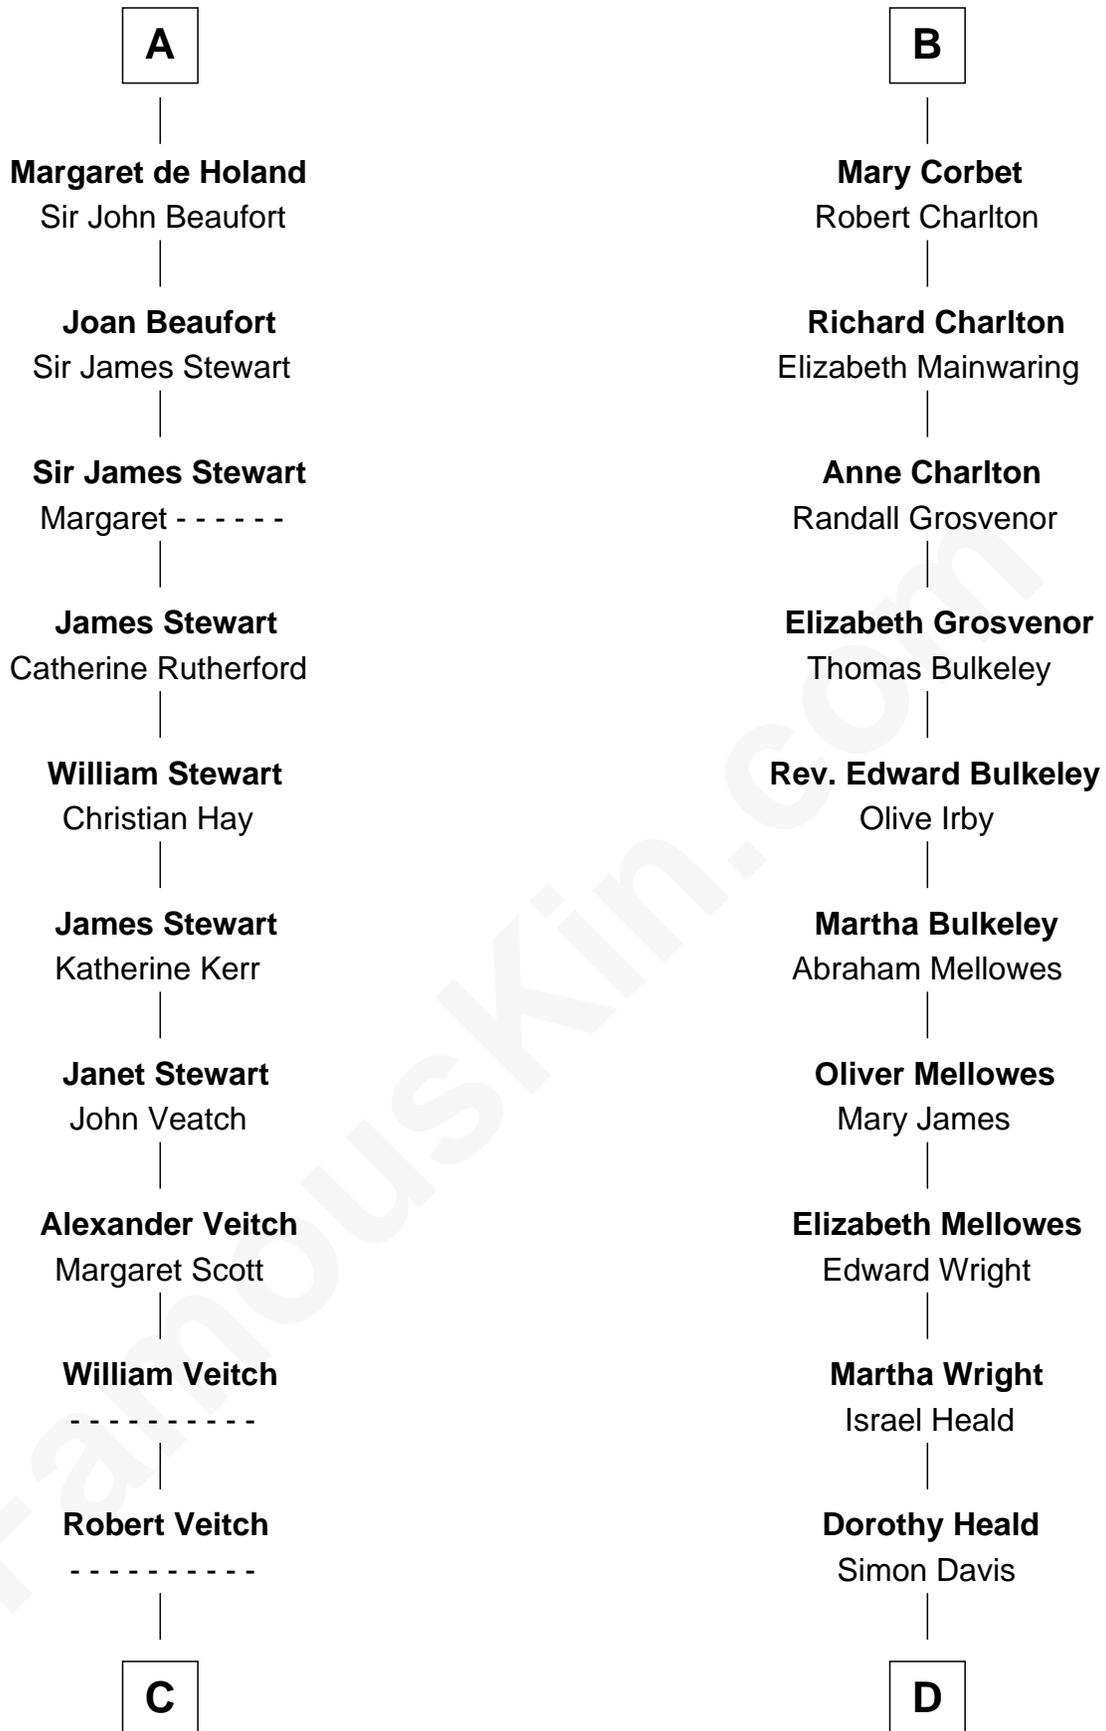 A
Margaret de Holand
Sir John Beaufort
Joan Beaufort
Sir James Stewart
Sir James Stewart
Margaret - - - - - -
James Stewart
Catherine Rutherford
William Stewart
Christian Hay
James Stewart
Katherine Kerr
Janet Stewart
John Veatch
Alexander Veitch
Margaret Scott
William Veitch
- - - - - - - - - -
Robert Veitch
- - - - - - - - - -
C
B
Mary Corbet
Robert Charlton
Richard Charlton
Elizabeth Mainwaring
Anne Charlton
Randall Grosvenor
Elizabeth Grosvenor
Thomas Bulkeley
Rev. Edward Bulkeley
Olive Irby
Martha Bulkeley
Abraham Mellowes
Oliver Mellowes
Mary James
Elizabeth Mellowes
Edward Wright
Martha Wright
Israel Heald
Dorothy Heald
Simon Davis
D
FamousKin.com